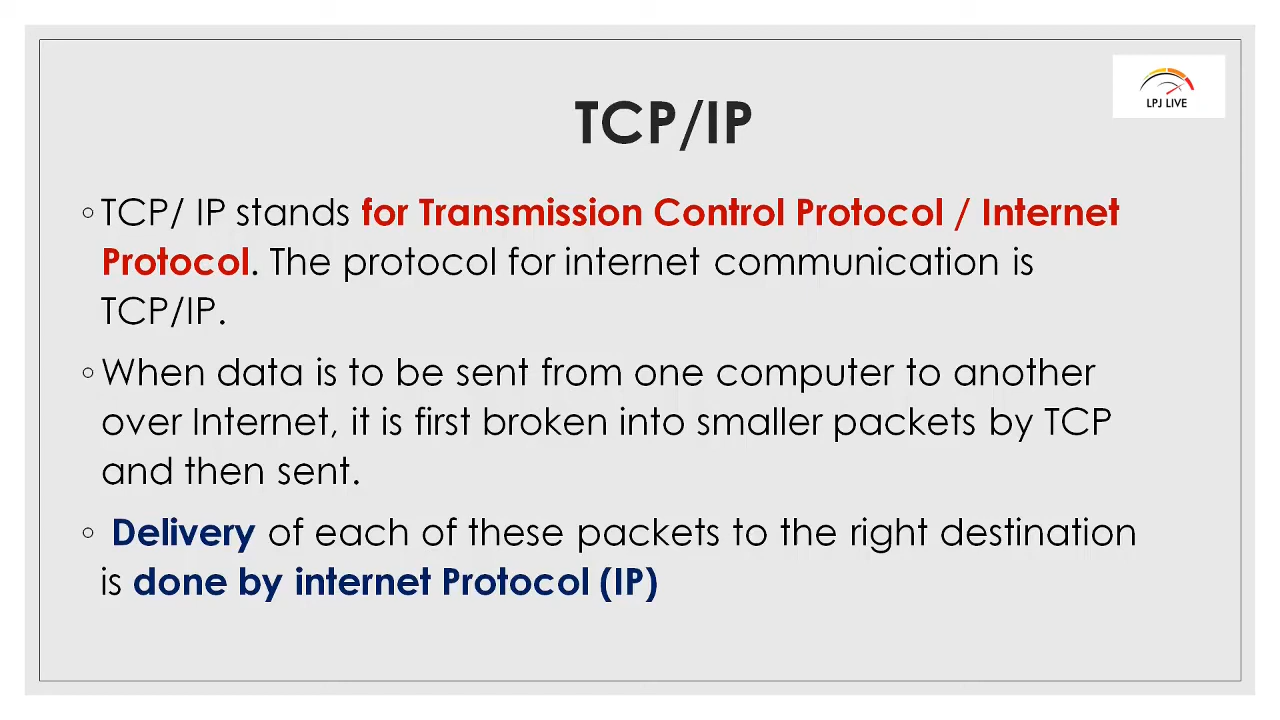 LPJ LIVE
TCP/IP
◦ TCP/ IP stands for Transmission Control Protocol / Internet
Protocol. The protocol for internet communication is
TCP/IP.
◦ When data is to be sent from one computer to another
over Internet, it is first broken into smaller packets by TCP
and then sent.
◦ Delivery of each of these packets to the right destination
is done by internet Protocol (IP)